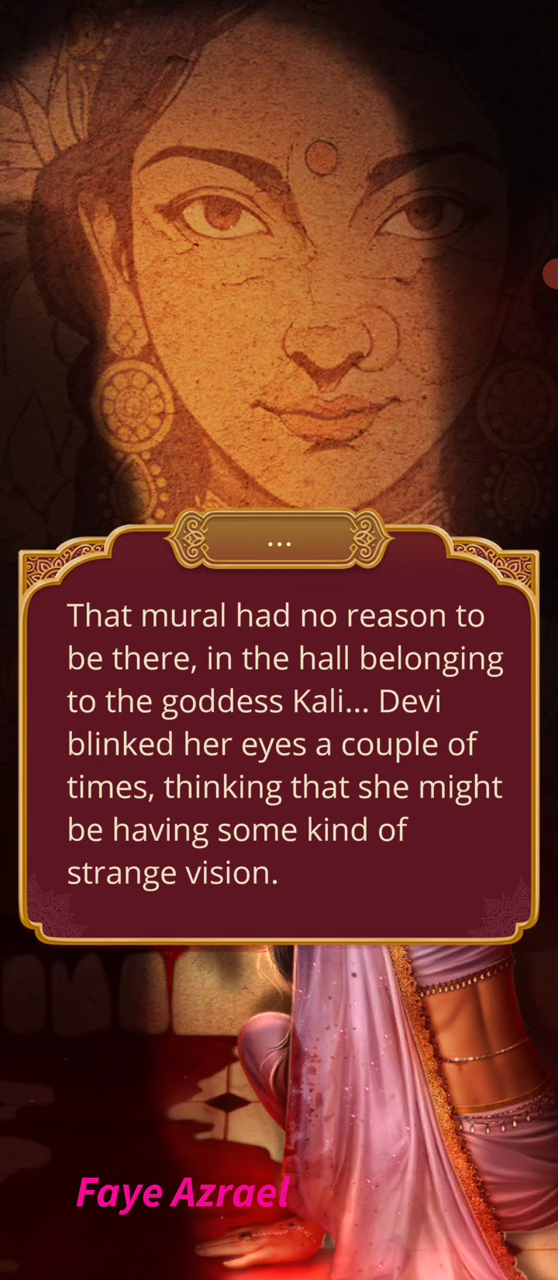 ...
That mural had no reason to
be there, in the hall belonging
to the goddess Kali... Devi
blinked her eyes a couple of
times, thinking that she might
be having some kind of
strange vision.
Faye Azrael